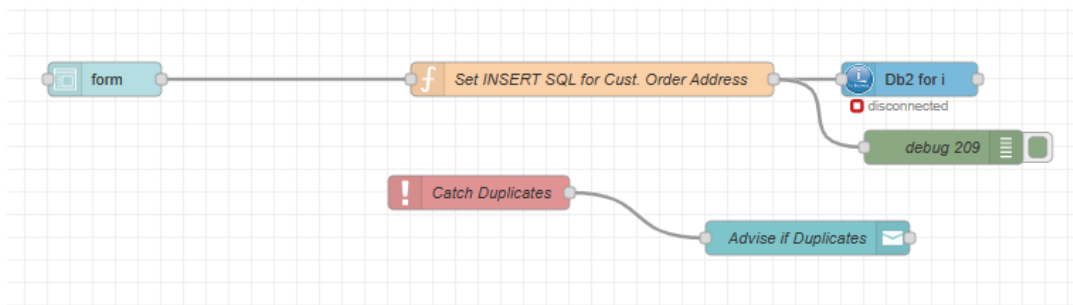 form
Set INSERT SQL for Cust. Order Address
Db2 for i
disconnected
debug 209
Catch Duplicates
Advise if Duplicates